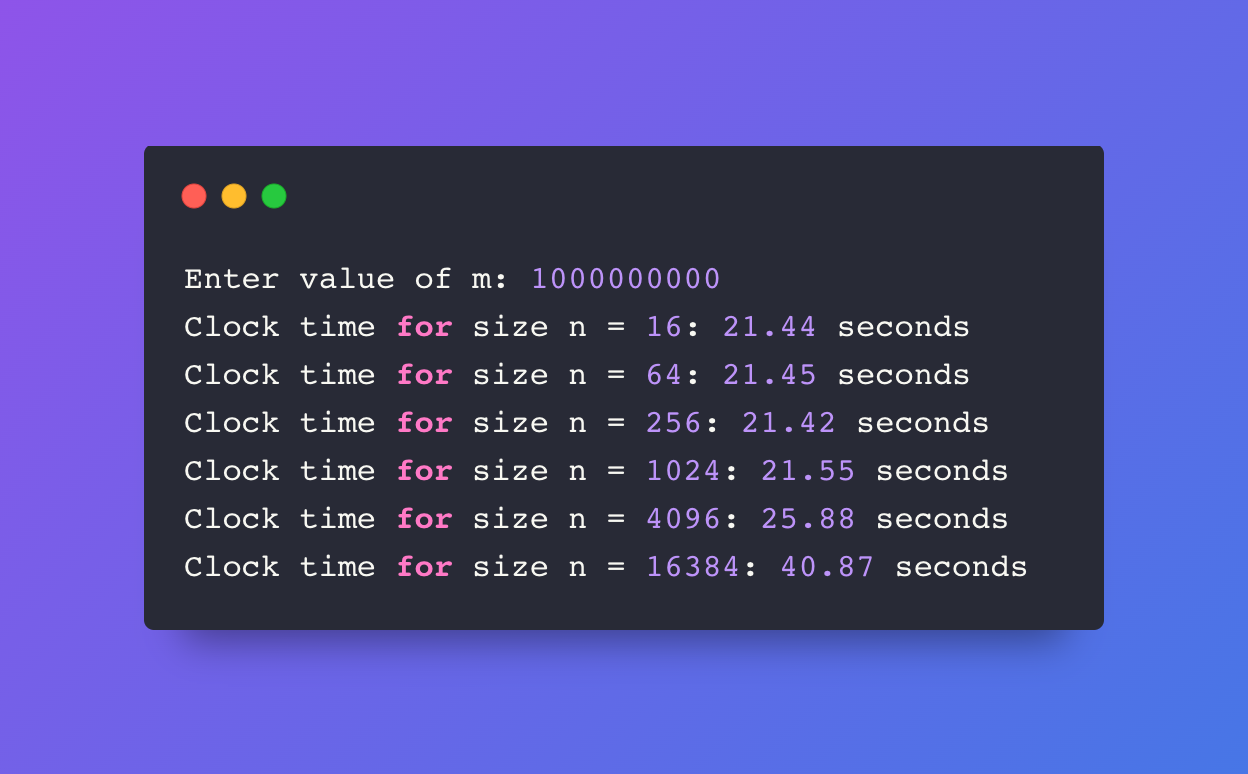 Enter value of m: 1000000000
Clock time for size n = 16: 21.44 seconds
Clock time for size n = 64: 21.45 seconds
Clock time for size n = 256: 21.42 seconds
Clock time for size n = 1024: 21.55 seconds
Clock time for size n = 4096: 25.88 seconds
Clock time for size n = 16384: 40.87 seconds